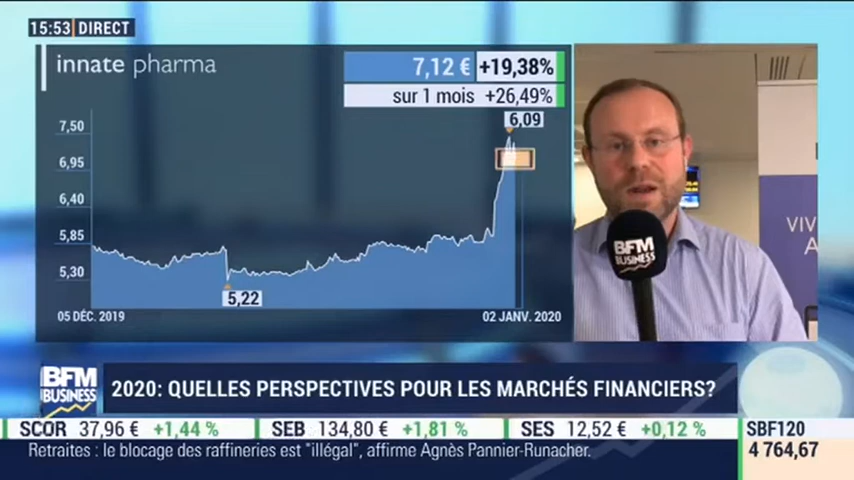 15:53 DIRECT
innate pharma
7,12 € +19,38%
sur 1 mois +26,49%
6,09
7,50
6,95
6,40
5,85
5,30
5,22
05 DÉC. 2019
02 JANV. 2020
BFM
BUSINESS
VIV
A
BFM
BUSINESS
2020: QUELLES PERSPECTIVES POUR LES MARCHÉS FINANCIERS?
SCOR 37,96 € +1,44 % SEB 134,80 € +1,81 % SES 12,52 € +0,12 % SBF120
4 764,67
Retraites : le blocage des raffineries est "illégal", affirme Agnès Pannier-Runacher.